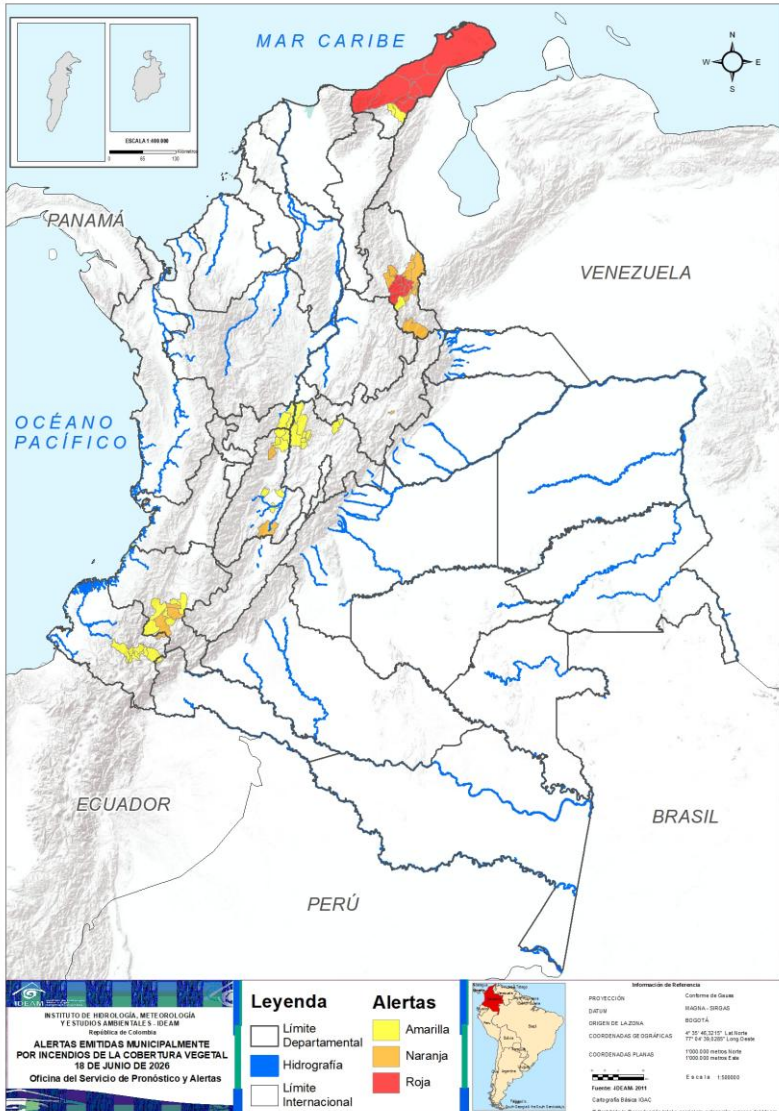 MAR CARIBE
N
W
E
S
ESCALA 1:400.000
PANAMÁ
VENEZUELA
OCÉANO
PACÍFICO
ECUADOR
BRASIL
PERÚ
IDEAM
INSTITUTO DE HIDROLOGÍA, METEOROLOGÍA
Y ESTUDIOS AMBIENTALES - IDEAM
República de Colombia
ALERTAS EMITIDAS MUNICIPALMENTE
POR INCENDIOS DE LA COBERTURA VEGETAL
18 DE JUNIO DE 2026
Oficina del Servicio de Pronóstico y Alertas
Leyenda
Límite
Departamental
Hidrografía
Límite
Internacional
Alertas
Amarilla
Naranja
Roja
Información de Referencia
PROYECCIÓN Conforme de Gauss
DATUM MAGNA - SIRGAS
ORIGEN DE LA ZONA BOGOTÁ
COORDENADAS GEOGRÁFICAS
COORDENADAS PLANAS 1'000.000 metros Norte
1'000.000 metros Este
Fuente: IDEAM- 2011
Cartografía Básica IGAC